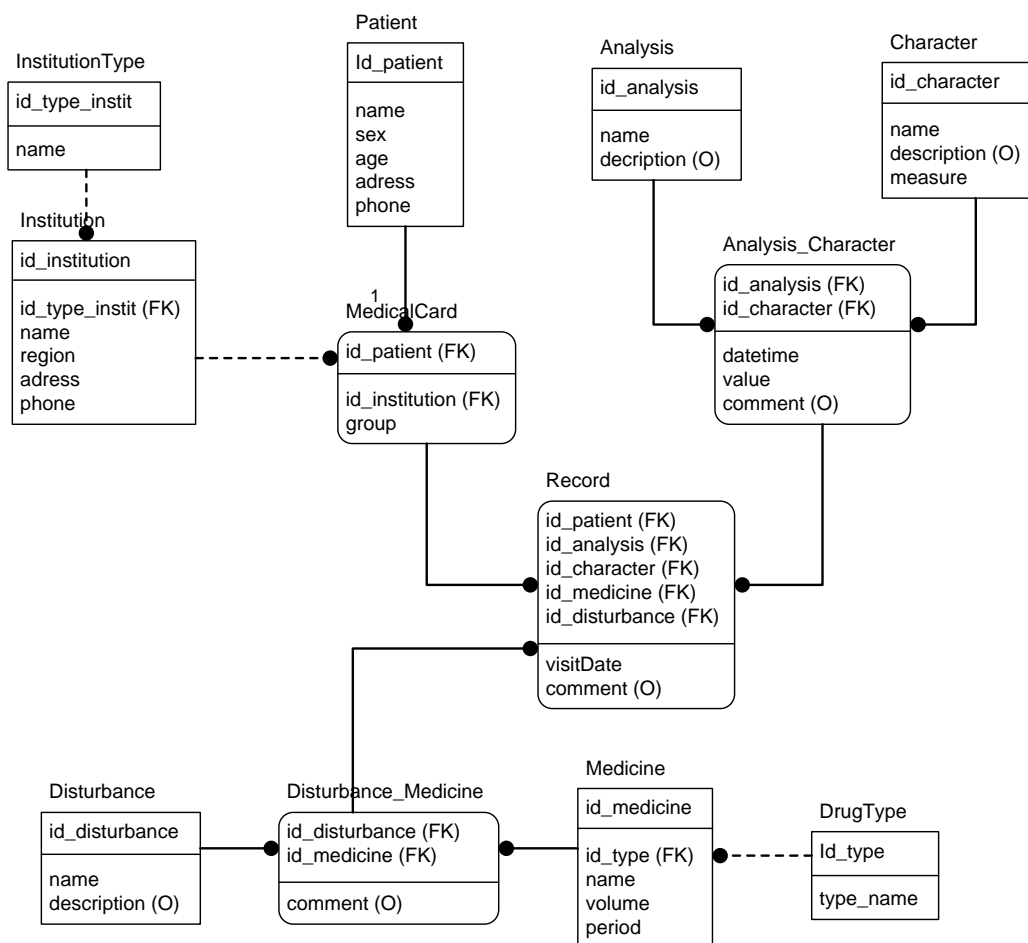 Patient
Id_patient
name
sex
age
adress
phone
InstitutionType
id_type_instit
name
Institution
id_institution
id_type_instit (FK)
name
region
adress
phone
Analysis
id_analysis
name
decription (O)
Character
id_character
name
description (O)
measure
Analysis_Character
id_analysis (FK)
id_character (FK)
datetime
value
comment (O)
1
MedicalCard
id_patient (FK)
id_institution (FK)
group
Record
id_patient (FK)
id_analysis (FK)
id_character (FK)
id_medicine (FK)
id_disturbance (FK)
visitDate
comment (O)
Disturbance
id_disturbance
name
description (O)
Disturbance_Medicine
id_disturbance (FK)
id_medicine (FK)
comment (O)
Medicine
id_medicine
id_type (FK)
name
volume
period
DrugType
Id_type
type_name